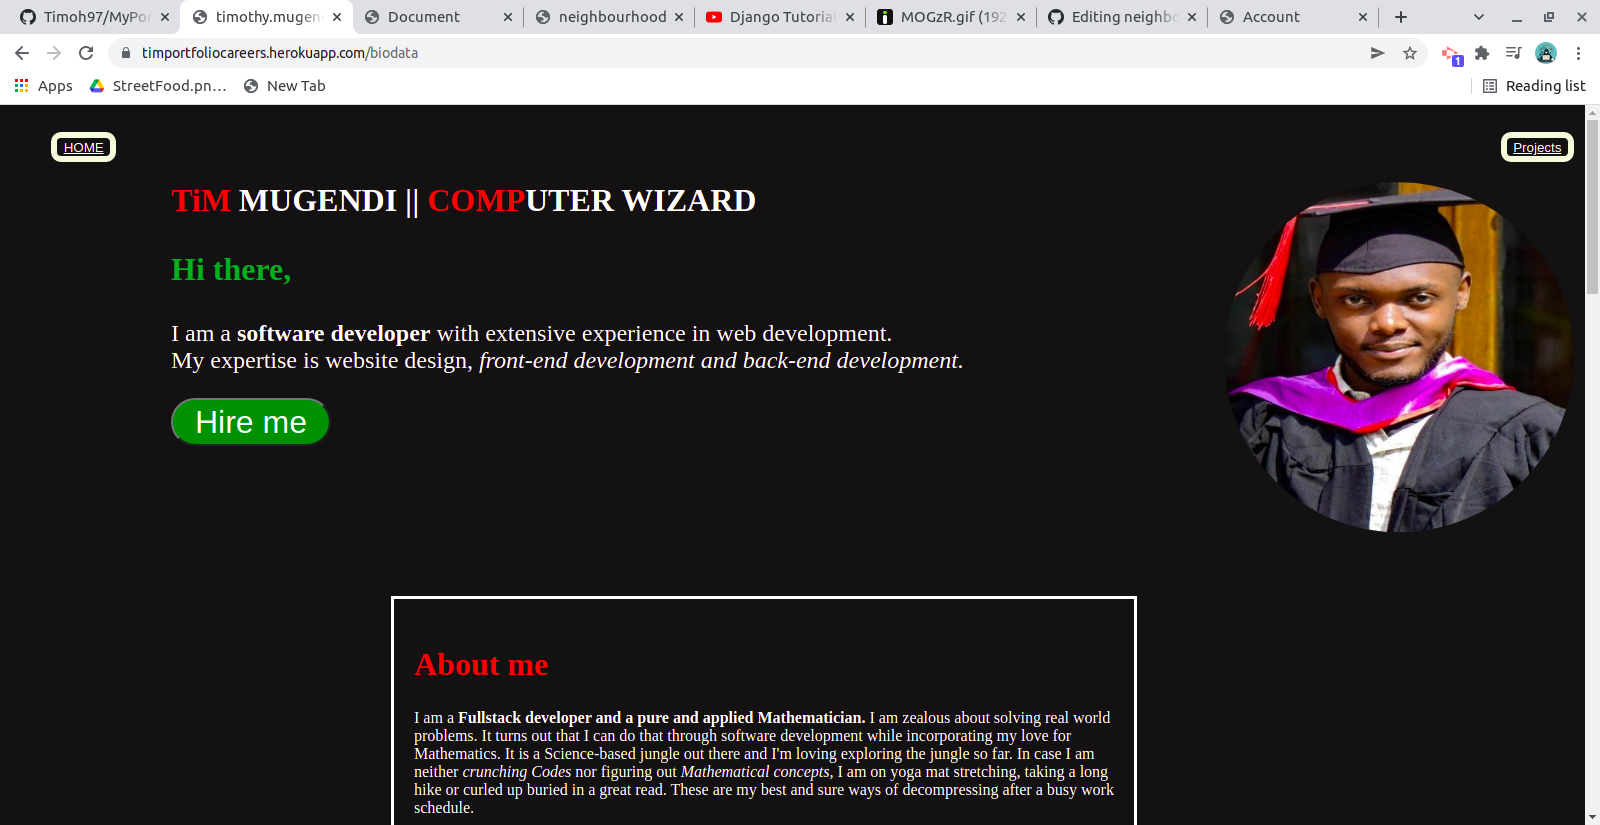 Timoh97/MyPor
timothy.mugen
Document
neighbourhood
Django Tutorial
MOGzR.gif (192
Editing neighbo
Account
timportfoliocareers.herokuapp.com/biodata
1
Apps
StreetFood.pn…
New Tab
Reading list
HOME
Projects
TiM MUGENDI || COMPUTER WIZARD
Hi there,
I am a software developer with extensive experience in web development.
My expertise is website design, front-end development and back-end development.
Hire me
About me
I am a Fullstack developer and a pure and applied Mathematician. I am zealous about solving real world
problems. It turns out that I can do that through software development while incorporating my love for
Mathematics. It is a Science-based jungle out there and I'm loving exploring the jungle so far. In case I am
neither crunching Codes nor figuring out Mathematical concepts, I am on yoga mat stretching, taking a long
hike or curled up buried in a great read. These are my best and sure ways of decompressing after a busy work
schedule.